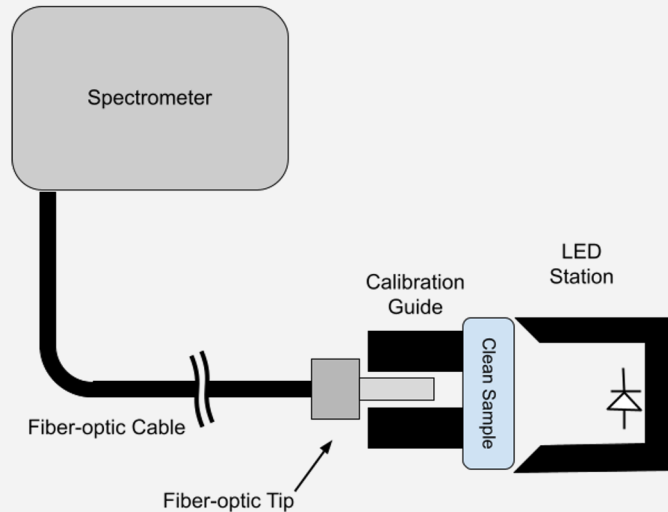 Spectrometer
LED
Station
Calibration
Guide
Clean Sample
Fiber-optic Cable
Fiber-optic Tip